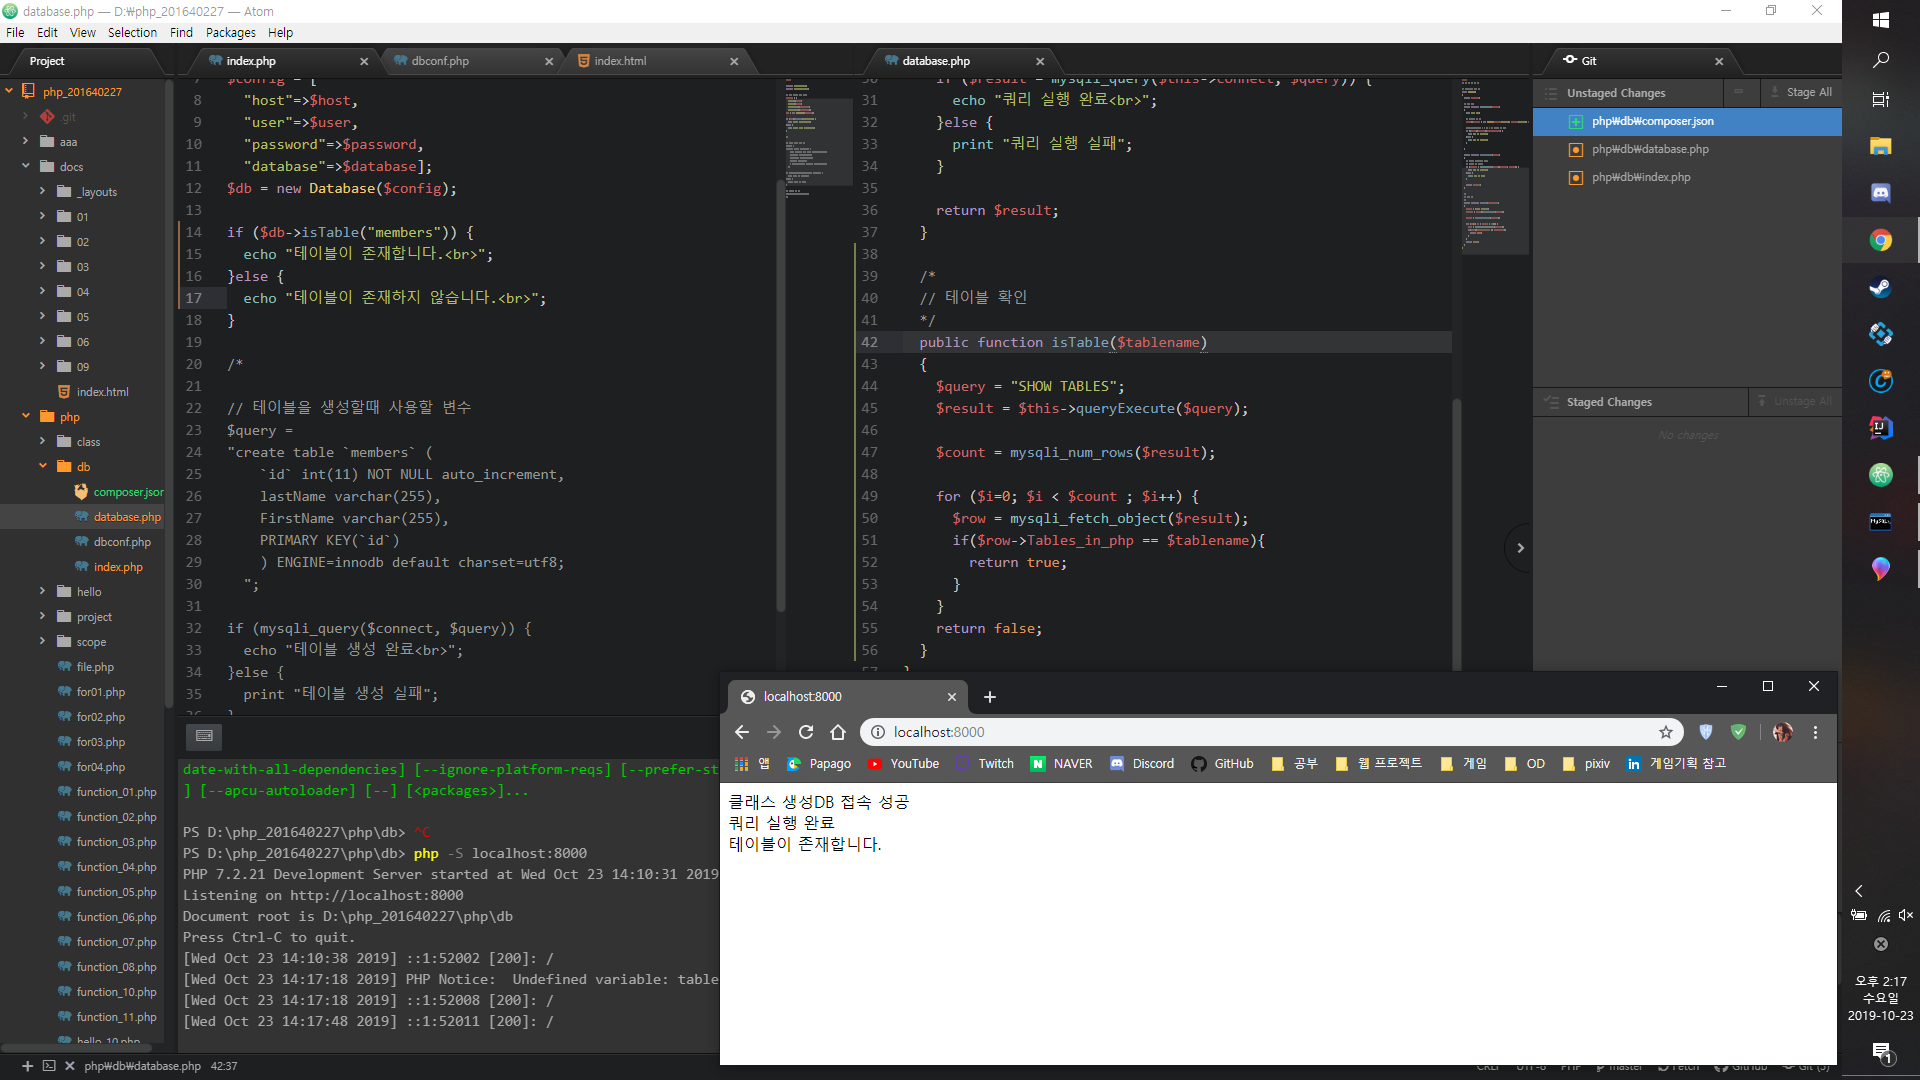 database.php — D:￦php_201640227 — Atom
File Edit View Selection Find Packages Help
Project
php_201640227
.git
aaa
docs
_layouts
01
02
03
04
05
06
09
index.html
php
class
db
composer.json
database.php
dbconf.php
index.php
hello
project
scope
file.php
for01.php
for02.php
for03.php
for04.php
function_01.php
function_02.php
function_03.php
function_04.php
function_05.php
function_06.php
function_07.php
function_08.php
function_10.php
function_11.php
hello_10.php
index.php
dbconf.php
index.html
7 $config = [
8 "host"=>$host,
9 "user"=>$user,
10 "password"=>$password,
11 "database"=>$database];
12 $db = new Database($config);
13
14 if ($db->isTable("members")) {
15 echo "테이블이 존재합니다.<br>";
16 }else {
17 echo "테이블이 존재하지 않습니다.<br>";
18 }
19
20 /*
21
22 // 테이블을 생성할때 사용할 변수
23 $query =
24 "create table `members` (
25 `id` int(11) NOT NULL auto_increment,
26 lastName varchar(255),
27 FirstName varchar(255),
28 PRIMARY KEY(`id`)
29 ) ENGINE=innodb default charset=utf8;
30 ";
31
32 if (mysqli_query($connect, $query)) {
33 echo "테이블 생성 완료<br>";
34 }else {
35 print "테이블 생성 실패";
36 }
database.php
30 if ($result = mysqli_query($this->connect, $query)) {
31 echo "쿼리 실행 완료<br>";
32 }else {
33 print "쿼리 실행 실패";
34 }
35
36 return $result;
37 }
38
39 /*
40 // 테이블 확인
41 */
42 public function isTable($tablename)
43 {
44 $query = "SHOW TABLES";
45 $result = $this->queryExecute($query);
46
47 $count = mysqli_num_rows($result);
48
49 for ($i=0; $i < $count ; $i++) {
50 $row = mysqli_fetch_object($result);
51 if($row->Tables_in_php == $tablename){
52 return true;
53 }
54 }
55 return false;
56 }
57 }
Git
Unstaged Changes
Stage All
php￦db￦composer.json
php￦db￦database.php
php￦db￦index.php
Staged Changes
Unstage All
No changes
date-with-all-dependencies] [--ignore-platform-reqs] [--prefer-st
] [--apcu-autoloader] [--] [<packages>]...
PS D:\php_201640227\php\db> ^C
PS D:\php_201640227\php\db> php -S localhost:8000
PHP 7.2.21 Development Server started at Wed Oct 23 14:10:31 2019
Listening on http://localhost:8000
Document root is D:\php_201640227\php\db
Press Ctrl-C to quit.
[Wed Oct 23 14:10:38 2019] ::1:52002 [200]: /
[Wed Oct 23 14:17:18 2019] PHP Notice:  Undefined variable: table
[Wed Oct 23 14:17:18 2019] ::1:52008 [200]: /
[Wed Oct 23 14:17:48 2019] ::1:52011 [200]: /
localhost:8000
localhost:8000
앱 Papago YouTube Twitch NAVER Discord GitHub 공부 웹 프로젝트 게임 OD pixiv 게임기획 참고
클래스 생성DB 접속 성공
쿼리 실행 완료
테이블이 존재합니다.
php￦db￦database.php 42:37
CRLF UTF-8 PHP master Fetch GitHub Git (3)
오후 2:17
수요일
2019-10-23
1